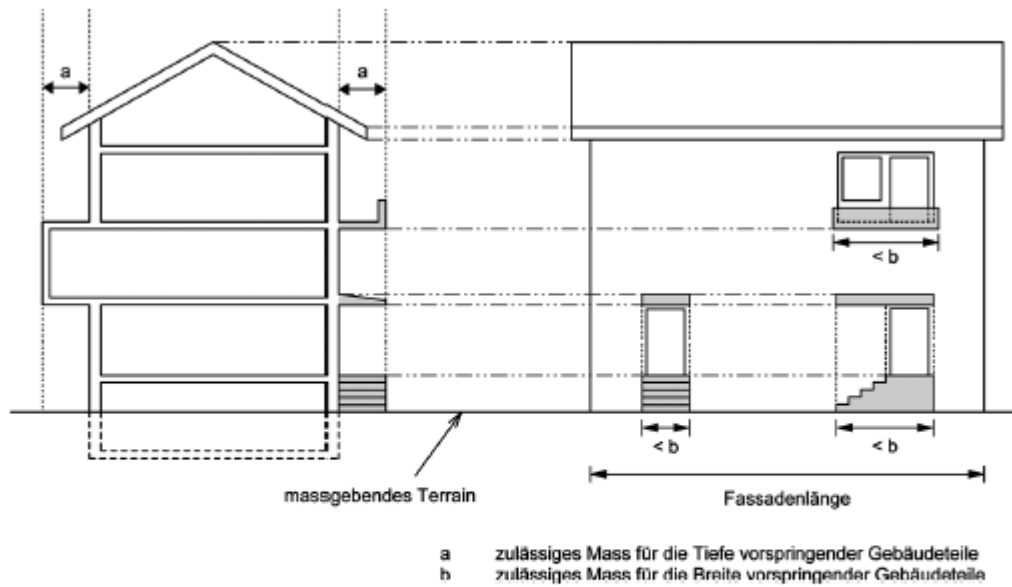 a
a
< b
< b
< b
massgebendes Terrain
Fassadenlänge
a zulässiges Mass für die Tiefe vorspringender Gebäudeteile
b zulässiges Mass für die Breite vorspringender Gebäudeteile